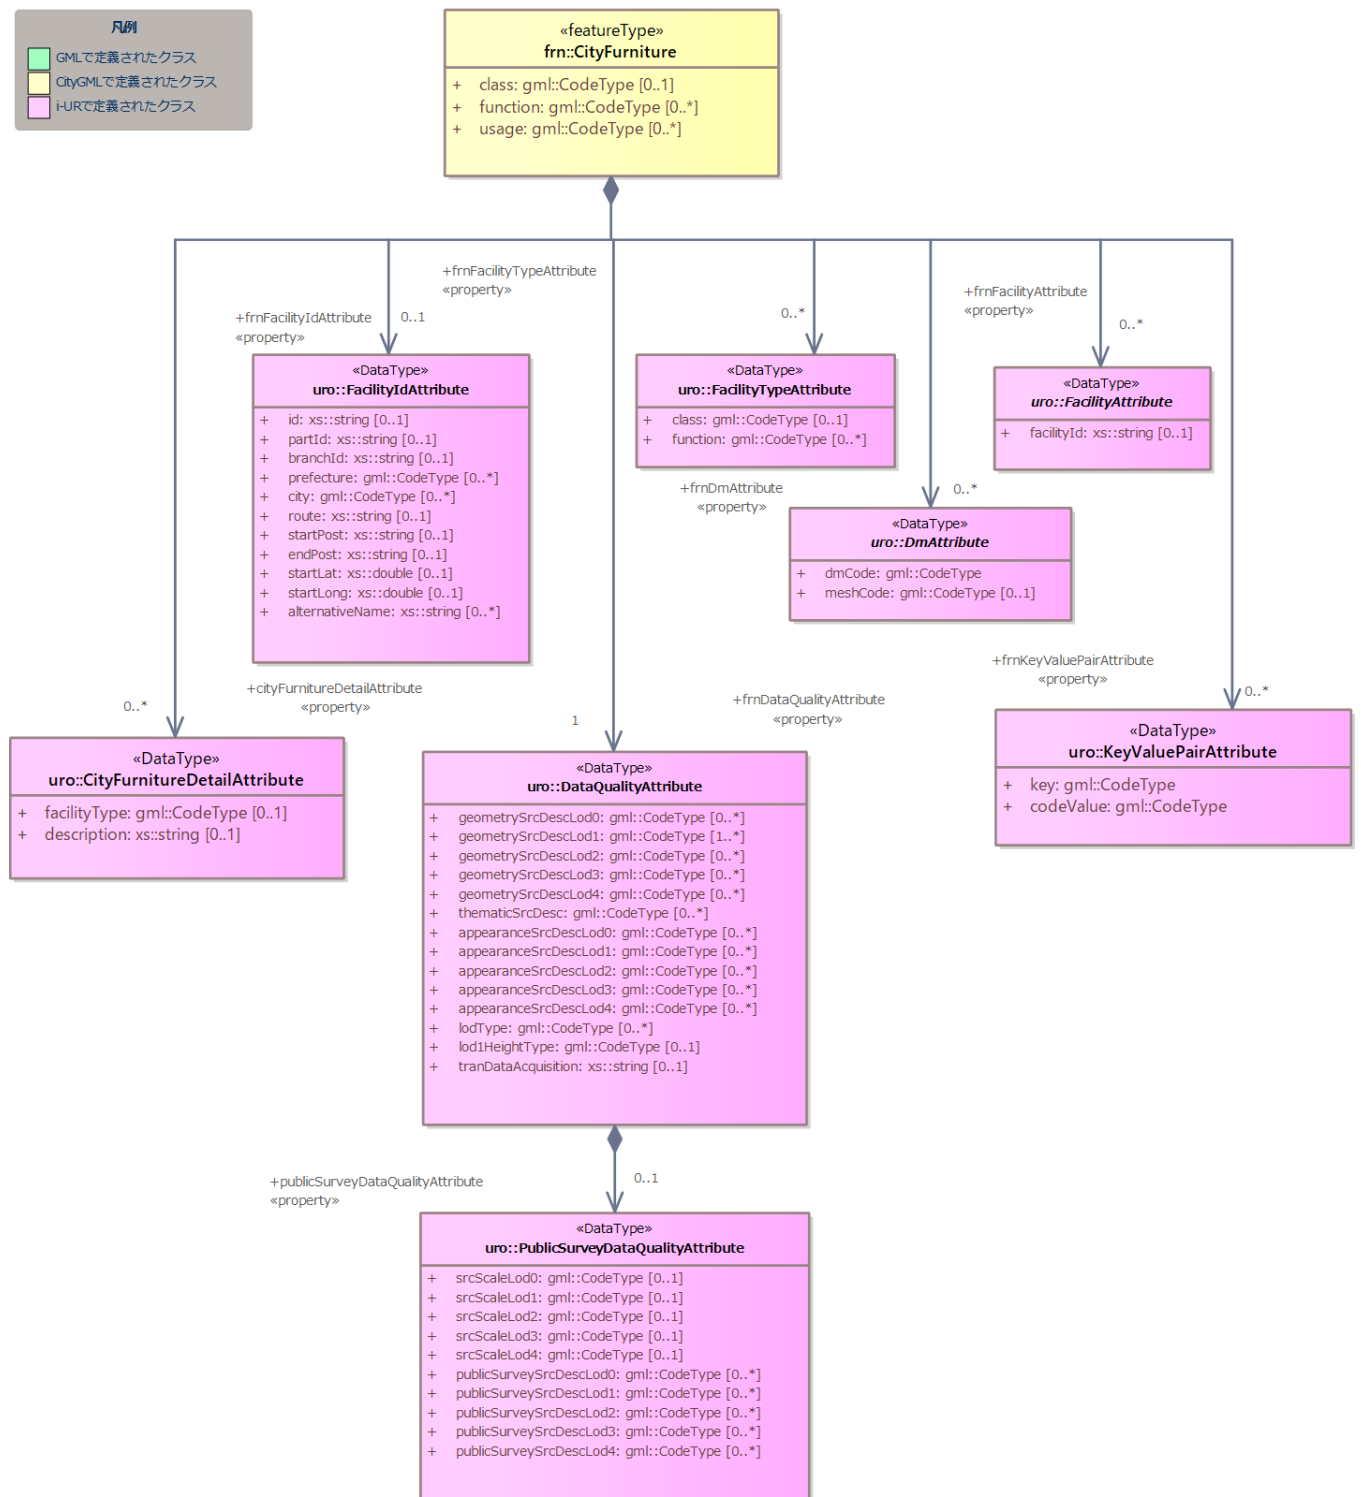 凡例
GMLで定義されたクラス
CityGMLで定義されたクラス
i-URで定義されたクラス
«featureType»
frn::CityFurniture
+ class: gml::CodeType [0..1]
+ function: gml::CodeType [0..*]
+ usage: gml::CodeType [0..*]
+frnFacilityTypeAttribute
«property»
+frnFacilityIdAttribute
«property»
0..1
0..*
+frnFacilityAttribute
«property»
0..*
«DataType»
uro::FacilityIdAttribute
+ id: xs::string [0..1]
+ partId: xs::string [0..1]
+ branchId: xs::string [0..1]
+ prefecture: gml::CodeType [0..*]
+ city: gml::CodeType [0..*]
+ route: xs::string [0..1]
+ startPost: xs::string [0..1]
+ endPost: xs::string [0..1]
+ startLat: xs::double [0..1]
+ startLong: xs::double [0..1]
+ alternativeName: xs::string [0..*]
«DataType»
uro::FacilityTypeAttribute
+ class: gml::CodeType [0..1]
+ function: gml::CodeType [0..*]
«DataType»
uro::FacilityAttribute
+ facilityId: xs::string [0..1]
+frnDmAttribute
«property»
0..*
«DataType»
uro::DmAttribute
+ dmCode: gml::CodeType
+ meshCode: gml::CodeType [0..1]
+cityFurnitureDetailAttribute
«property»
0..*
+frnDataQualityAttribute
«property»
1
+frnKeyValuePairAttribute
«property»
0..*
«DataType»
uro::CityFurnitureDetailAttribute
+ facilityType: gml::CodeType [0..1]
+ description: xs::string [0..1]
«DataType»
uro::DataQualityAttribute
+ geometrySrcDescLod0: gml::CodeType [0..*]
+ geometrySrcDescLod1: gml::CodeType [1..*]
+ geometrySrcDescLod2: gml::CodeType [0..*]
+ geometrySrcDescLod3: gml::CodeType [0..*]
+ geometrySrcDescLod4: gml::CodeType [0..*]
+ thematicSrcDesc: gml::CodeType [0..*]
+ appearanceSrcDescLod0: gml::CodeType [0..*]
+ appearanceSrcDescLod1: gml::CodeType [0..*]
+ appearanceSrcDescLod2: gml::CodeType [0..*]
+ appearanceSrcDescLod3: gml::CodeType [0..*]
+ appearanceSrcDescLod4: gml::CodeType [0..*]
+ lodType: gml::CodeType [0..*]
+ lod1HeightType: gml::CodeType [0..1]
+ tranDataAcquisition: xs::string [0..1]
«DataType»
uro::KeyValuePairAttribute
+ key: gml::CodeType
+ codeValue: gml::CodeType
+publicSurveyDataQualityAttribute
«property»
0..1
«DataType»
uro::PublicSurveyDataQualityAttribute
+ srcScaleLod0: gml::CodeType [0..1]
+ srcScaleLod1: gml::CodeType [0..1]
+ srcScaleLod2: gml::CodeType [0..1]
+ srcScaleLod3: gml::CodeType [0..1]
+ srcScaleLod4: gml::CodeType [0..1]
+ publicSurveySrcDescLod0: gml::CodeType [0..*]
+ publicSurveySrcDescLod1: gml::CodeType [0..*]
+ publicSurveySrcDescLod2: gml::CodeType [0..*]
+ publicSurveySrcDescLod3: gml::CodeType [0..*]
+ publicSurveySrcDescLod4: gml::CodeType [0..*]